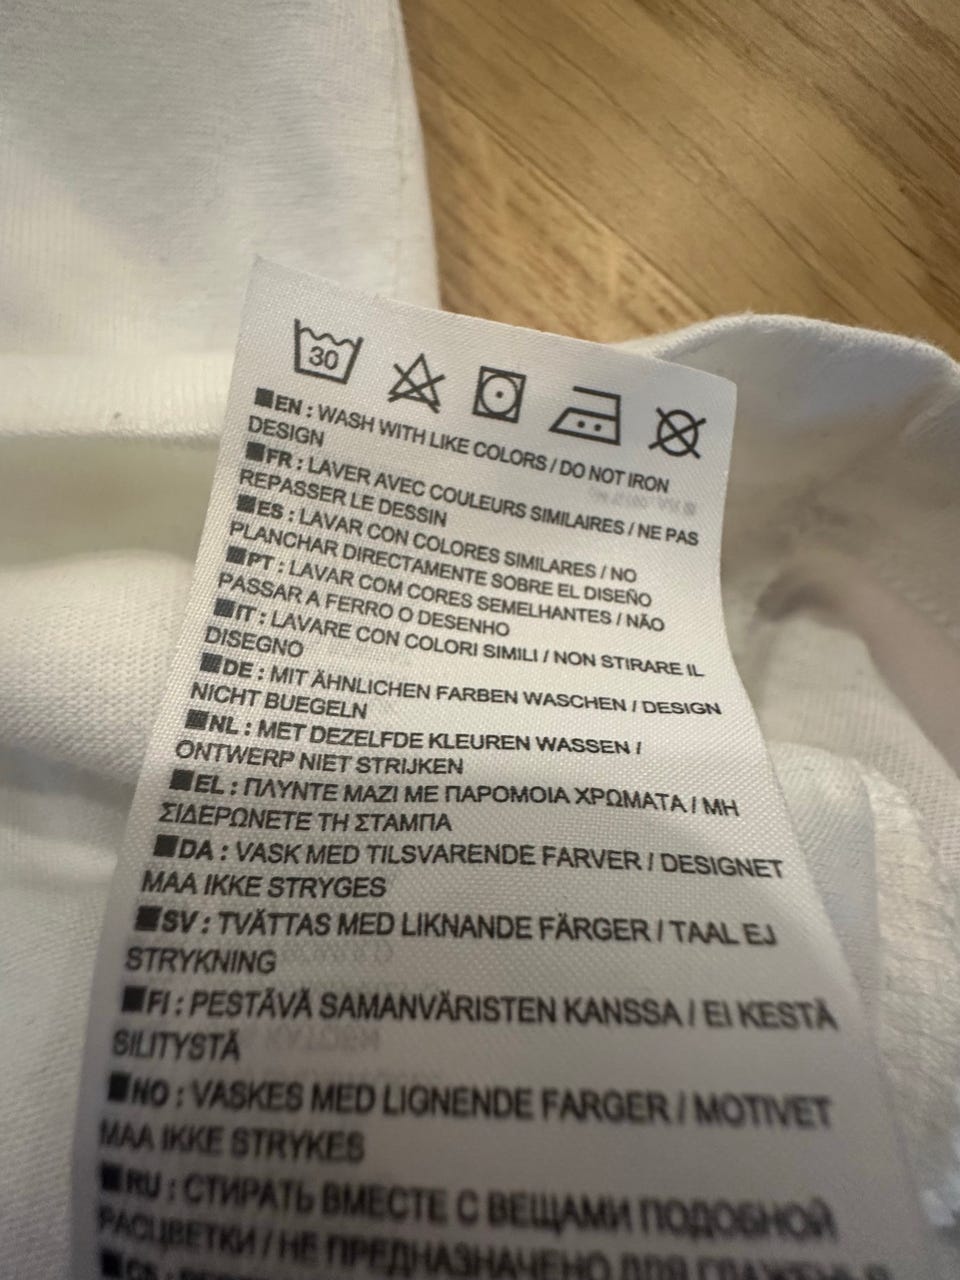 30
■EN : WASH WITH LIKE COLORS / DO NOT IRON
DESIGN
■FR : LAVER AVEC COULEURS SIMILAIRES / NE PAS
REPASSER LE DESSIN
■ES : LAVAR CON COLORES SIMILARES / NO
PLANCHAR DIRECTAMENTE SOBRE EL DISEÑO
■PT : LAVAR COM CORES SEMELHANTES / NÃO
PASSAR A FERRO O DESENHO
■IT : LAVARE CON COLORI SIMILI / NON STIRARE IL
DISEGNO
■DE : MIT ÄHNLICHEN FARBEN WASCHEN / DESIGN
NICHT BUEGELN
■NL : MET DEZELFDE KLEUREN WASSEN /
ONTWERP NIET STRIJKEN
■EL : ΠΛΥΝΤΕ ΜΑΖΙ ΜΕ ΠΑΡΟΜΟΙΑ ΧΡΩΜΑΤΑ / ΜΗ
ΣΙΔΕΡΩΝΕΤΕ ΤΗ ΣΤΑΜΠΑ
■DA : VASK MED TILSVARENDE FARVER / DESIGNET
MAA IKKE STRYGES
■SV : TVÄTTAS MED LIKNANDE FÄRGER / TAAL EJ
STRYKNING
■FI : PESTÄVÄ SAMANVÄRISTEN KANSSA / EI KESTÄ
SILITYSTÄ
■NO : VASKES MED LIGNENDE FARGER / MOTIVET
MAA IKKE STRYKES
■RU : СТИРАТЬ ВМЕСТЕ С ВЕЩАМИ ПОДОБНОЙ
РАСЦВЕТКИ / НЕ ПРЕДНАЗНАЧЕНО ДЛЯ
■CS :